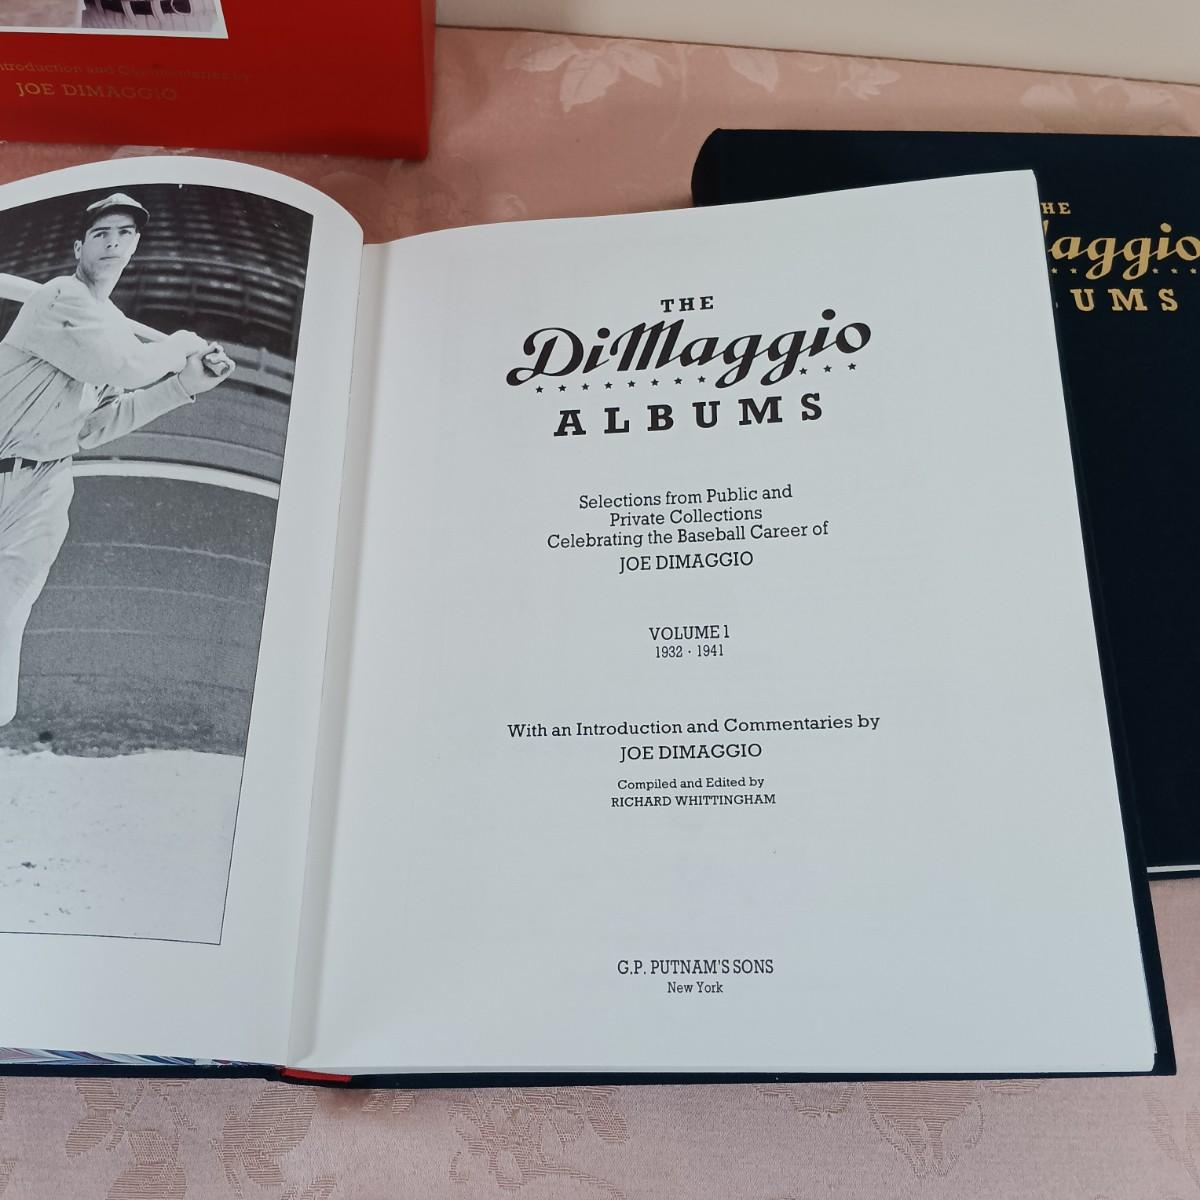 Introduction and Commentaries by
JOE DIMAGGIO
THE
DiMaggio
ALBUMS
Selections from Public and
Private Collections
Celebrating the Baseball Career of
JOE DIMAGGIO
VOLUME 1
1932 · 1941
With an Introduction and Commentaries by
JOE DIMAGGIO
Compiled and Edited by
RICHARD WHITTINGHAM
G.P. PUTNAM'S SONS
New York
HE
aggio
UMS